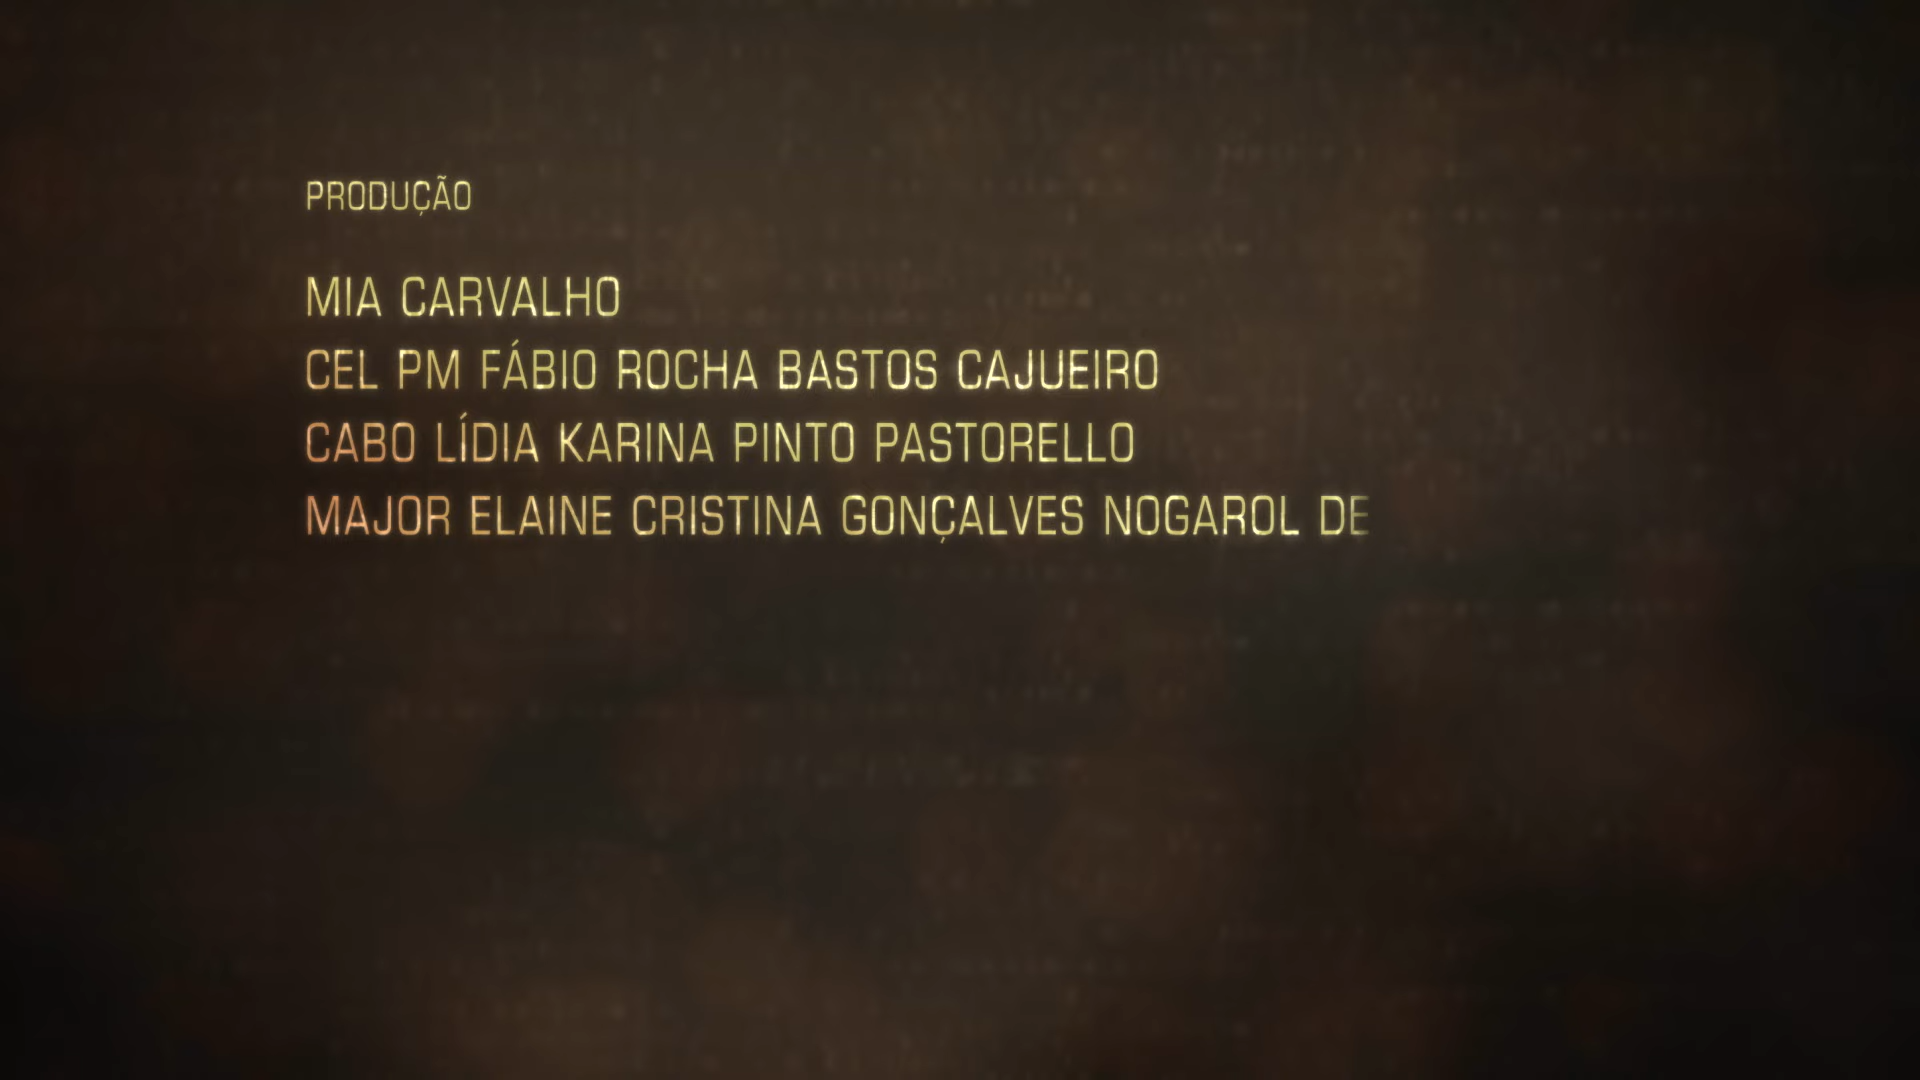 PRODUÇÃO
MIA CARVALHO
CEL PM FÁBIO ROCHA BASTOS CAJUEIRO
CABO LÍDIA KARINA PINTO PASTORELLO
MAJOR ELAINE CRISTINA GONÇALVES NOGAROL DE